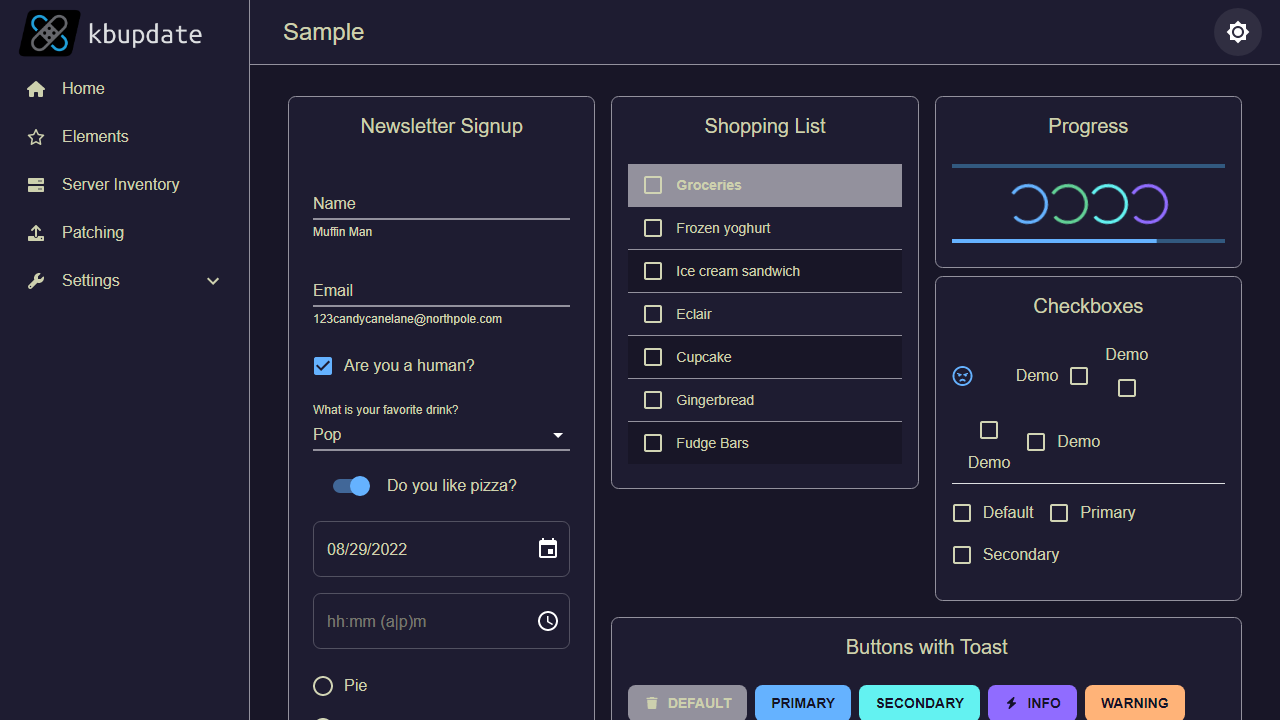 kbupdate
Sample
Home
Elements
Server Inventory
Patching
Settings
Newsletter Signup
Name
Muffin Man
Email
123candycanelane@northpole.com
Are you a human?
What is your favorite drink?
Pop
Do you like pizza?
08/29/2022
hh:mm (a|p)m
Pie
Shopping List
Groceries
Frozen yoghurt
Ice cream sandwich
Eclair
Cupcake
Gingerbread
Fudge Bars
Progress
Checkboxes
Demo
Demo
Demo
Demo
Default
Primary
Secondary
Buttons with Toast
DEFAULT
PRIMARY
SECONDARY
INFO
WARNING